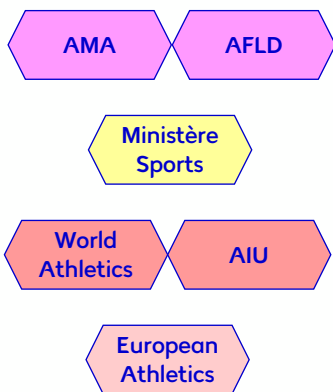 AMA
AFLD
Ministère
Sports
World
Athletics
AIU
European
Athletics